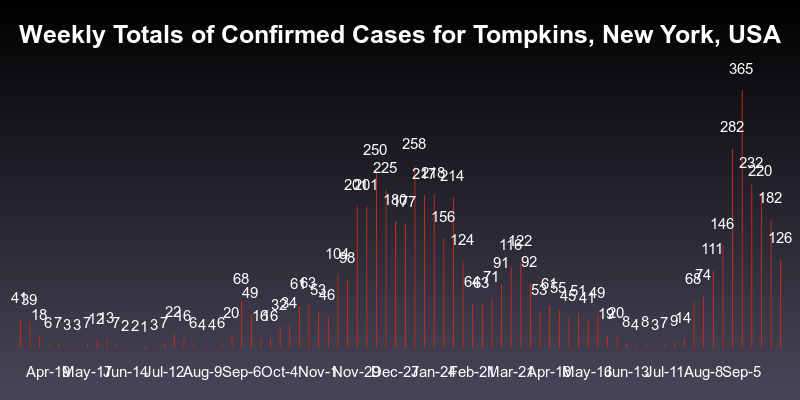 Weekly Totals of Confirmed Cases for Tompkins, New York, USA
41 39 18 6 7 3 3 7 12 13 7 2 2 1 3 7 22 16 6 4 4 6 20 68 49 16 16 32 34 61 63 53 46 104 98 201 201 250 225 180 177 258 217 218 156 214 124 64 63 71 91 116 122 92 53 61 55 45 51 41 49 19 20 8 4 8 3 7 9 14 68 74 111 146 282 365 232 220 182 126
Apr-19 May-17 Jun-14 Jul-12 Aug-9 Sep-6 Oct-4 Nov-1 Nov-29 Dec-27 Jan-24 Feb-21 Mar-21 Apr-18 May-16 Jun-13 Jul-11 Aug-8 Sep-5